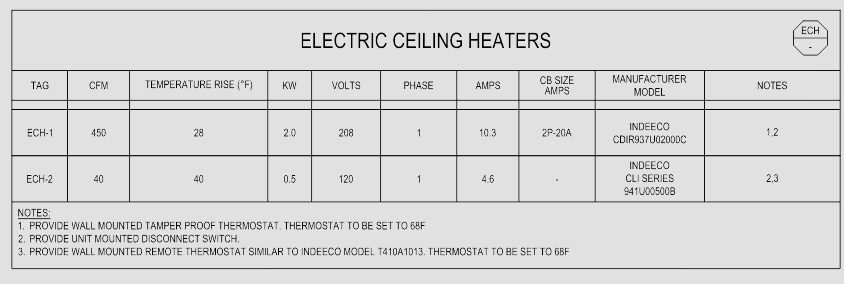 ELECTRIC CEILING HEATERS
ECH
-
TAG CFM TEMPERATURE RISE (°F) KW VOLTS PHASE AMPS CB SIZE AMPS MANUFACTURER MODEL NOTES
ECH-1 450 28 2.0 208 1 10.3 2P-20A INDEECO CDIR937U02000C 1,2
ECH-2 40 40 0.5 120 1 4.6 - INDEECO CLI SERIES 941U00500B 2,3
NOTES:
1. PROVIDE WALL MOUNTED TAMPER PROOF THERMOSTAT. THERMOSTAT TO BE SET TO 68F
2. PROVIDE UNIT MOUNTED DISCONNECT SWITCH.
3. PROVIDE WALL MOUNTED REMOTE THERMOSTAT SIMILAR TO INDEECO MODEL T410A1013. THERMOSTAT TO BE SET TO 68F